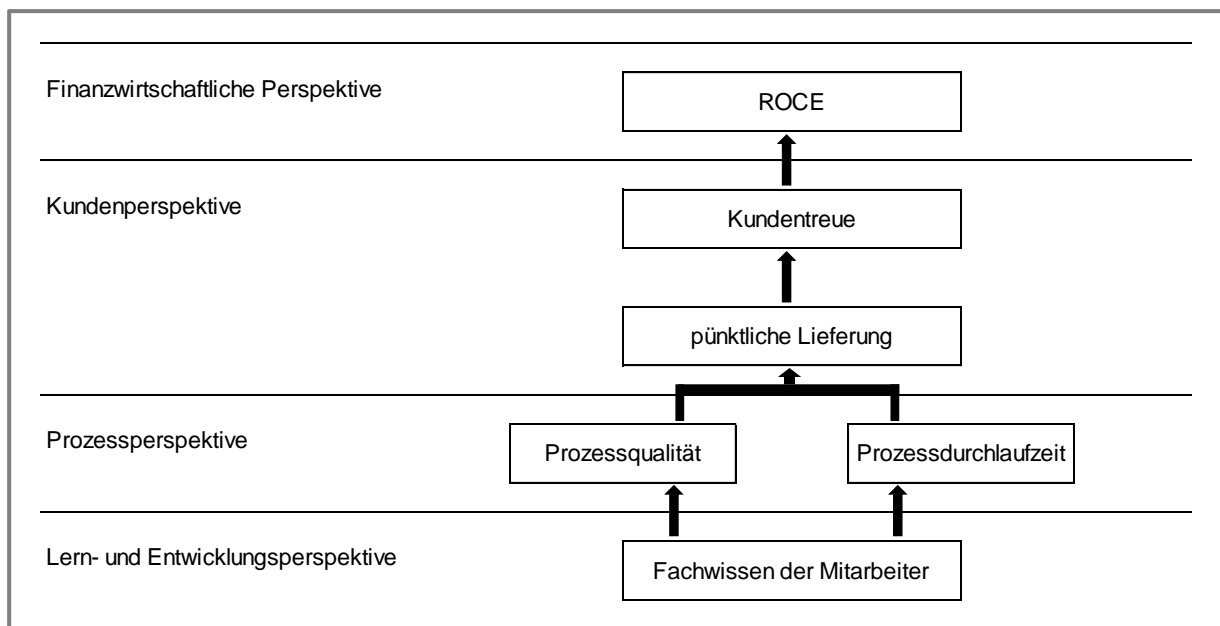 Finanzwirtschaftliche Perspektive
ROCE
Kundenperspektive
Kundentreue
pünktliche Lieferung
Prozessperspektive
Prozessqualität
Prozessdurchlaufzeit
Lern- und Entwicklungsperspektive
Fachwissen der Mitarbeiter